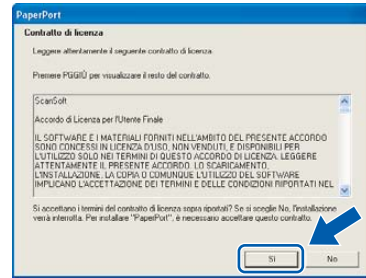 PaperPort
Contratto di licenza
Leggere attentamente il seguente contratto di licenza.
Premere PGGIÙ per visualizzare il resto del contratto.
ScanSoft
Accordo di Licenza per l'Utente Finale
IL SOFTWARE E I MATERIALI FORNITI NELL'AMBITO DEL PRESENTE ACCORDO
SONO CONCESSI IN LICENZA D'USO, NON VENDUTI, E DISPONIBILI PER
L'UTILIZZO SOLO NEI TERMINI DI QUESTO ACCORDO DI LICENZA. LEGGERE
ATTENTAMENTE IL PRESENTE ACCORDO. LO SCARICAMENTO,
L'INSTALLAZIONE, LA COPIA O COMUNQUE L'UTILIZZO DEL SOFTWARE
IMPLICANO L'ACCETTAZIONE DEI TERMINI E DELLE CONDIZIONI RIPORTATI NEL
Si accettano i termini del contratto di licenza sopra riportati? Se si sceglie No, l'installazione
verrà interrotta. Per installare "PaperPort", è necessario accettare questo contratto.
Sì
No